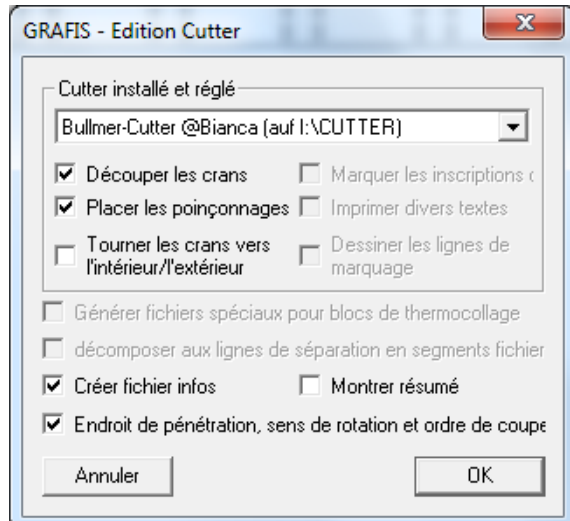 GRAFIS - Edition Cutter
Cutter installé et réglé
Bullmer-Cutter @Bianca (auf I:\CUTTER)
Découper les crans
Marquer les inscriptions
Placer les poinçonnages
Imprimer divers textes
Tourner les crans vers
l'intérieur/l'extérieur
Dessiner les lignes de
marquage
Générer fichiers spéciaux pour blocs de thermocollage
décomposer aux lignes de séparation en segments fichier
Créer fichier infos
Montrer résumé
Endroit de pénétration, sens de rotation et ordre de coupe
Annuler
OK